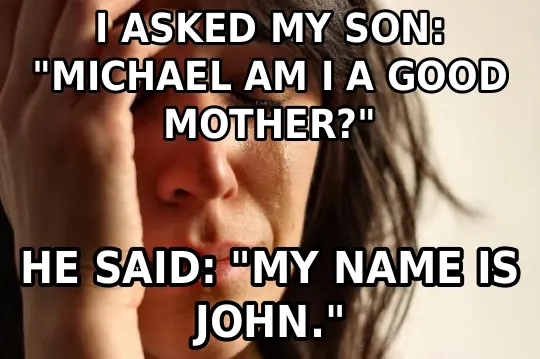 I ASKED MY SON:
"MICHAEL AM I A GOOD
MOTHER?"
HE SAID: "MY NAME IS
JOHN."